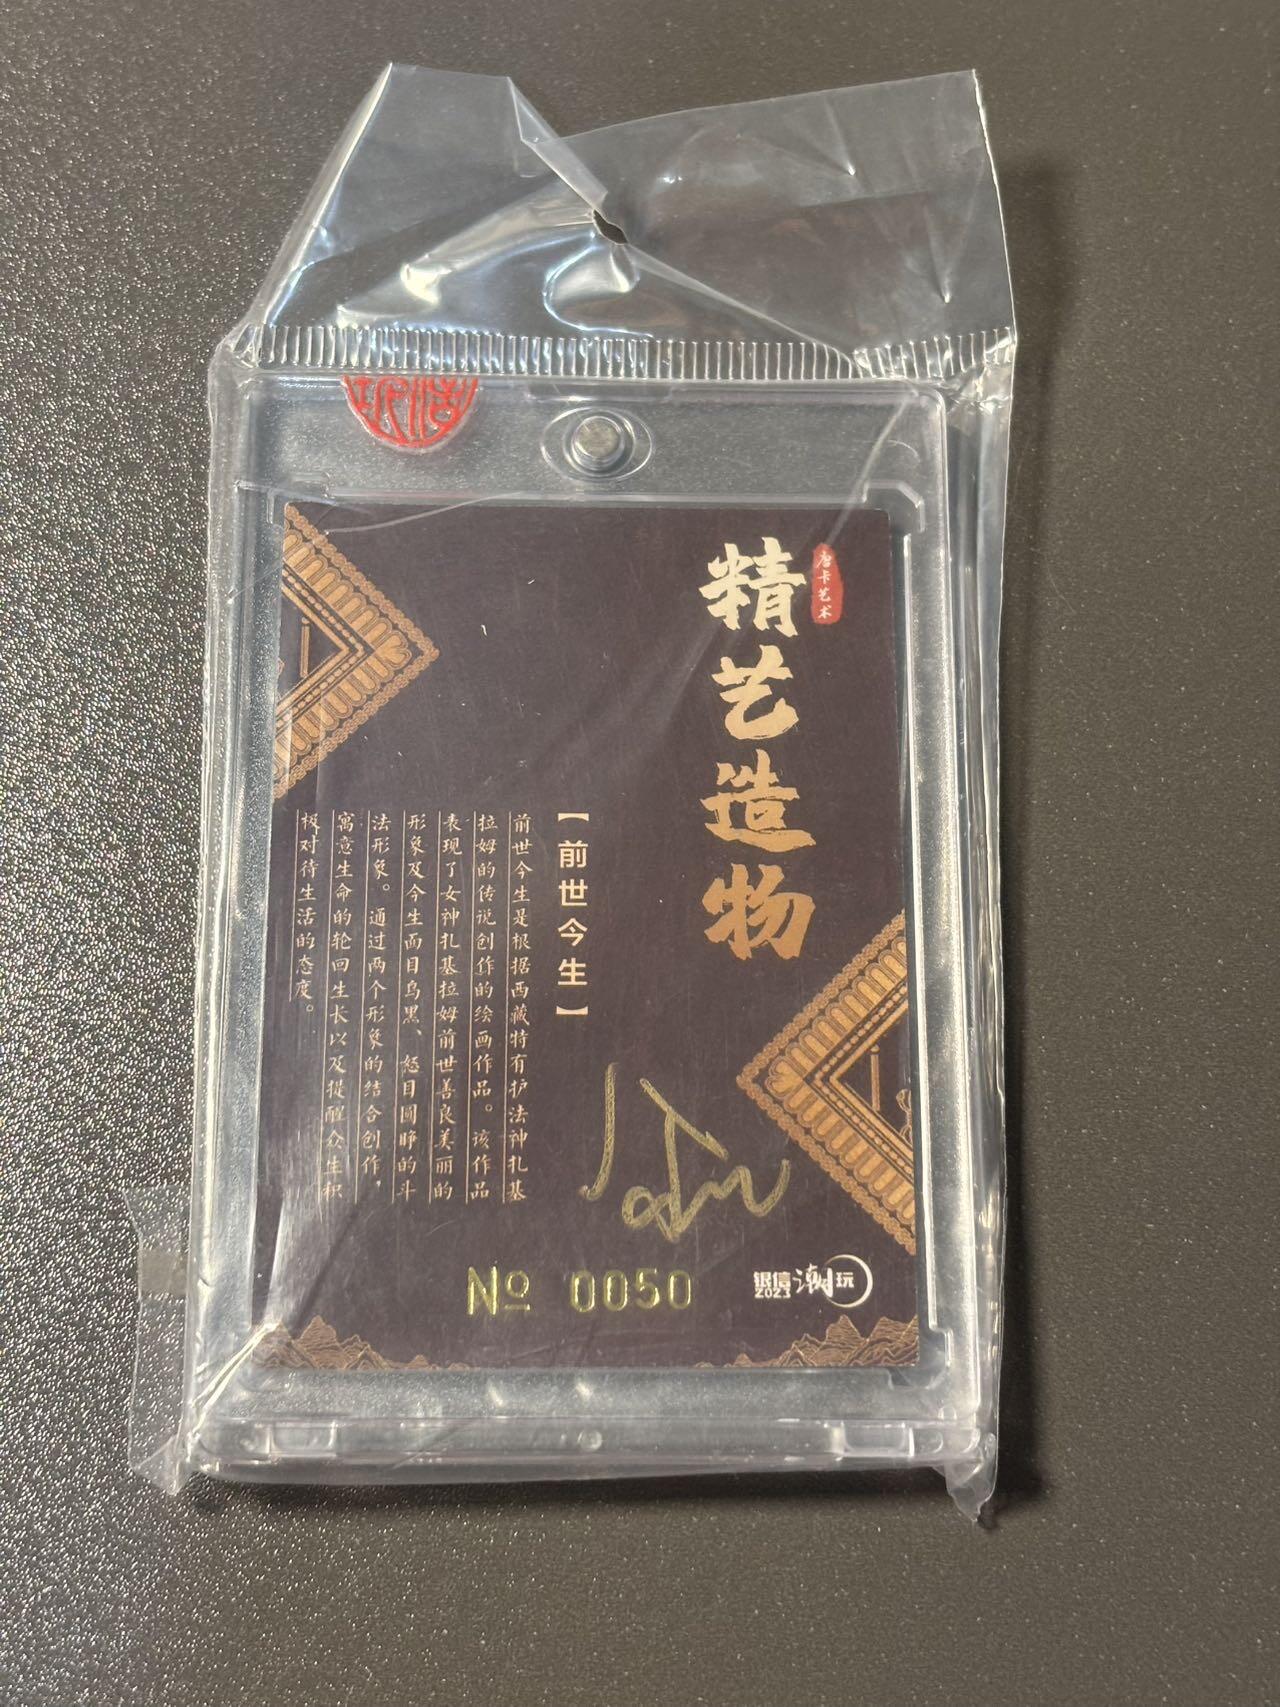 精艺造物
唐卡艺术
【前世今生】
前世今生是根据西藏特有护法神扎基
拉姆的传说创作的绘画作品。该作品
表现了女神扎基拉姆前世善良美丽的
形象及今生面目乌黑、怒目圆睁的斗
法形象。通过两个形象的结合创作，
寓意生命的轮回生长以及提醒众生积
极对待生活的态度。
№ 0050
银信潮玩
2023